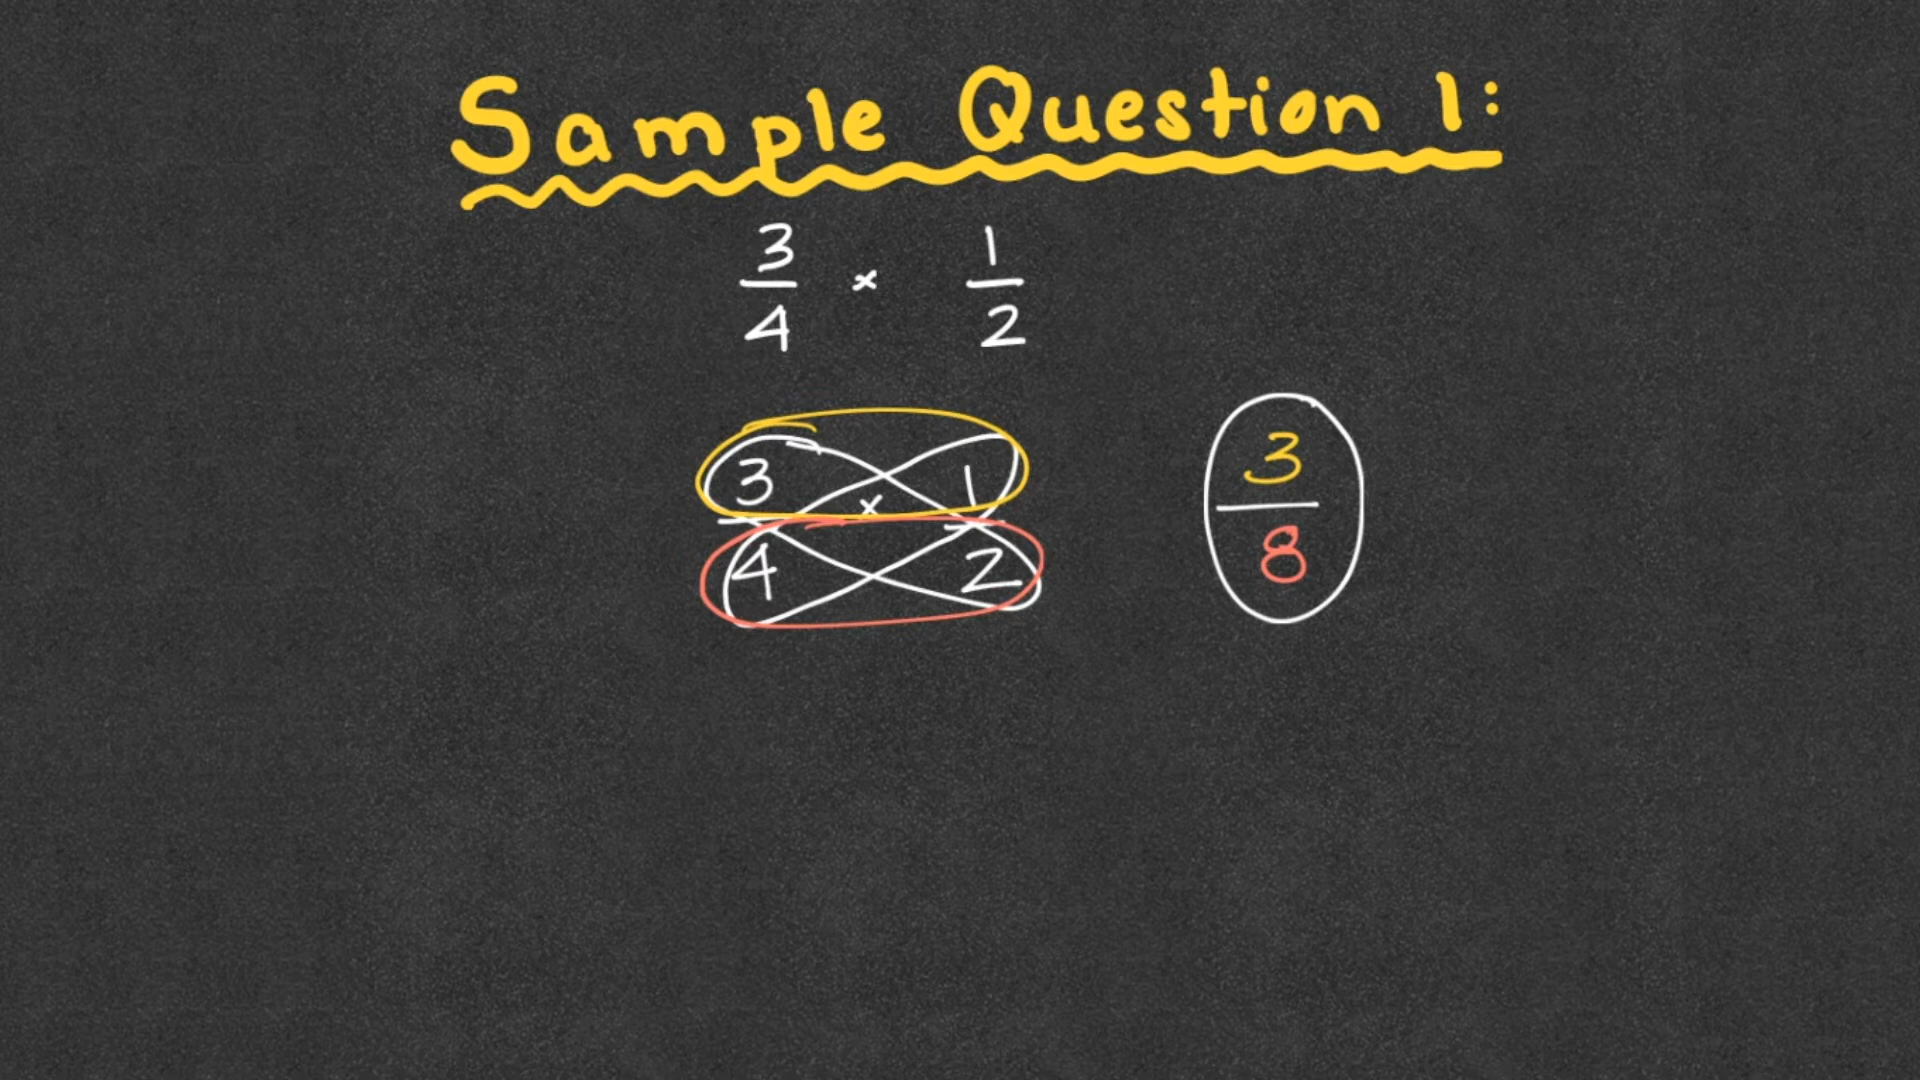 Sample Question 1:
3/4 × 1/2
3/4 × 1/2
3/8